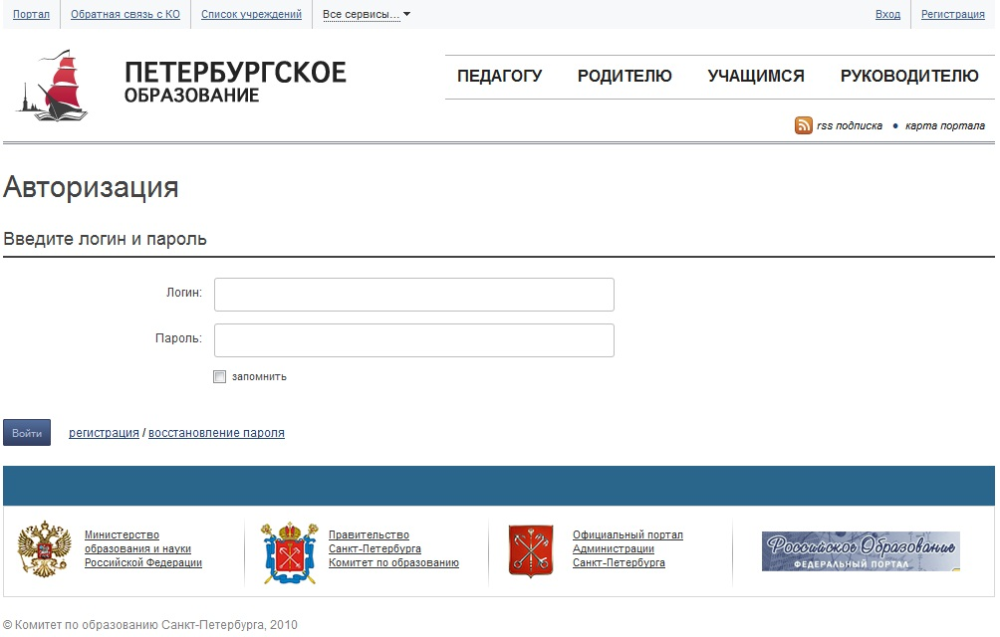 Портал
Обратная связь с КО
Список учреждений
Все сервисы...
Вход
Регистрация
ПЕТЕРБУРГСКОЕ
ОБРАЗОВАНИЕ
ПЕДАГОГУ
РОДИТЕЛЮ
УЧАЩИМСЯ
РУКОВОДИТЕЛЮ
rss подписка • карта портала
Авторизация
Введите логин и пароль
Логин:
Пароль:
запомнить
Войти
регистрация / восстановление пароля
Министерство
образования и науки
Российской Федерации
Правительство
Санкт-Петербурга
Комитет по образованию
Официальный портал
Администрации
Санкт-Петербурга
Российское Образование
ФЕДЕРАЛЬНЫЙ ПОРТАЛ
© Комитет по образованию Санкт-Петербурга, 2010